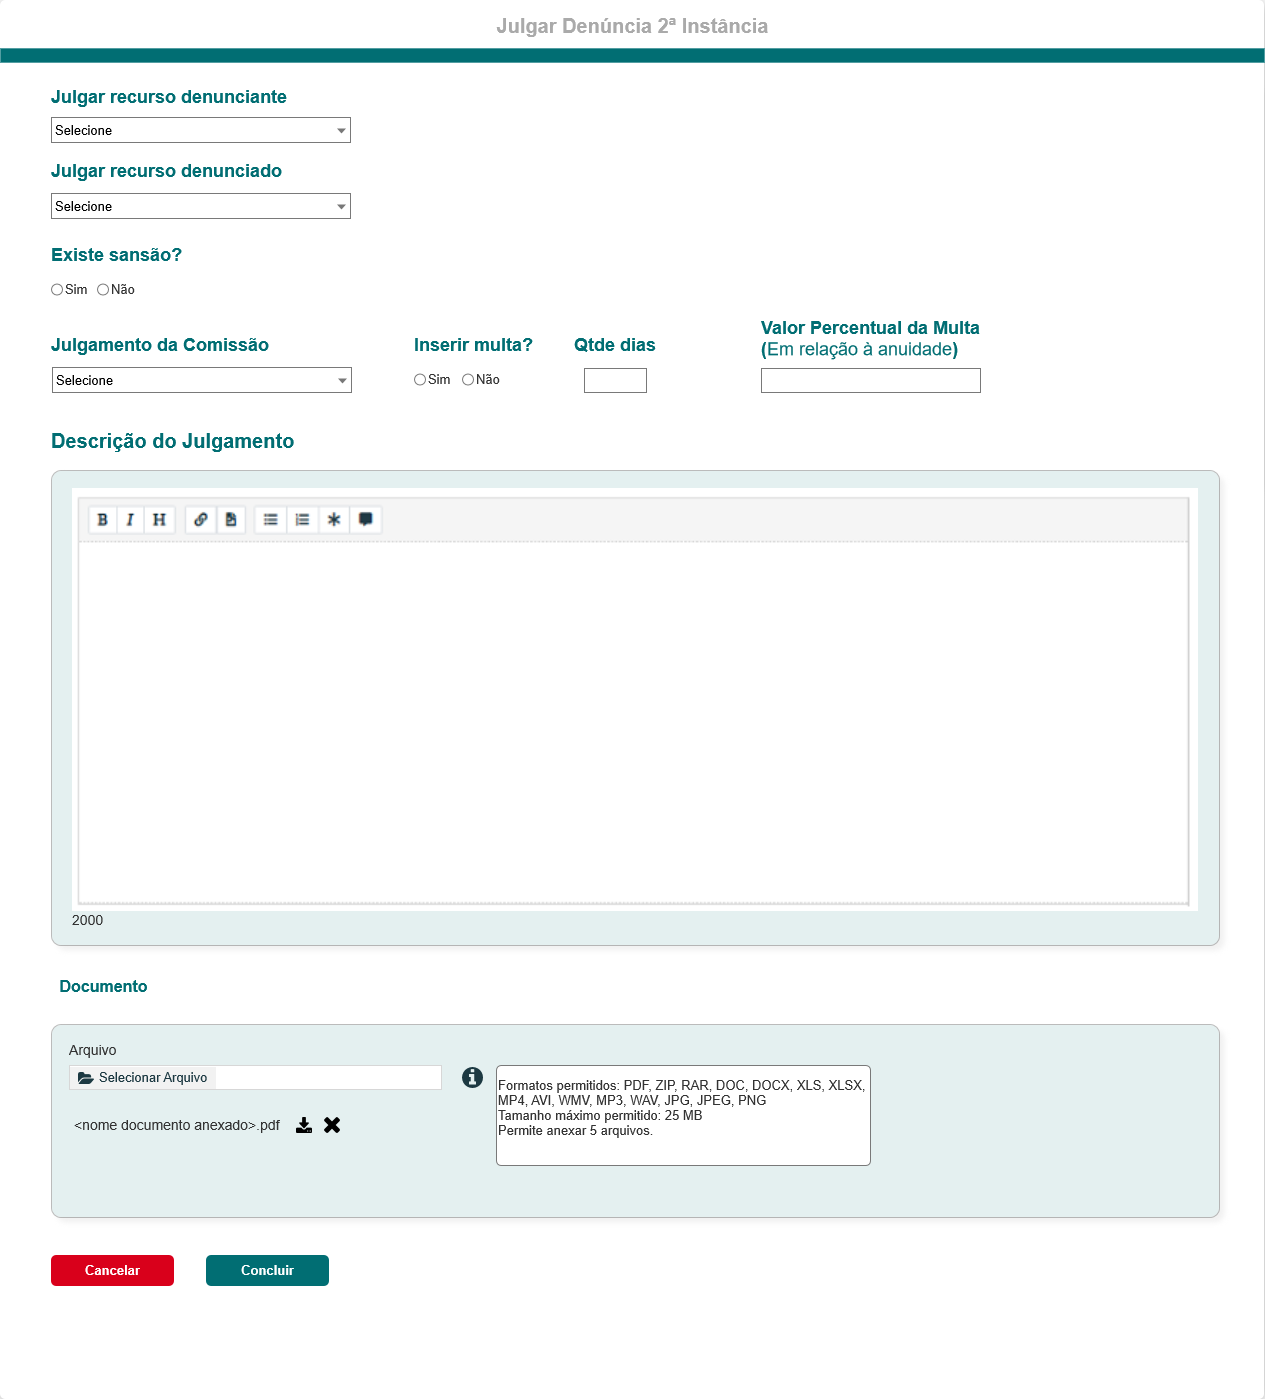 Julgar Denúncia 2ª Instância
Julgar recurso denunciante
Selecione
Julgar recurso denunciado
Selecione
Existe sansão?
Sim Não
Julgamento da Comissão
Selecione
Inserir multa?
Sim Não
Qtde dias
Valor Percentual da Multa
(Em relação à anuidade)
Descrição do Julgamento
B I H
2000
Documento
Arquivo
Selecionar Arquivo
<nome documento anexado>.pdf
Formatos permitidos: PDF, ZIP, RAR, DOC, DOCX, XLS, XLSX,
MP4, AVI, WMV, MP3, WAV, JPG, JPEG, PNG
Tamanho máximo permitido: 25 MB
Permite anexar 5 arquivos.
Cancelar
Concluir